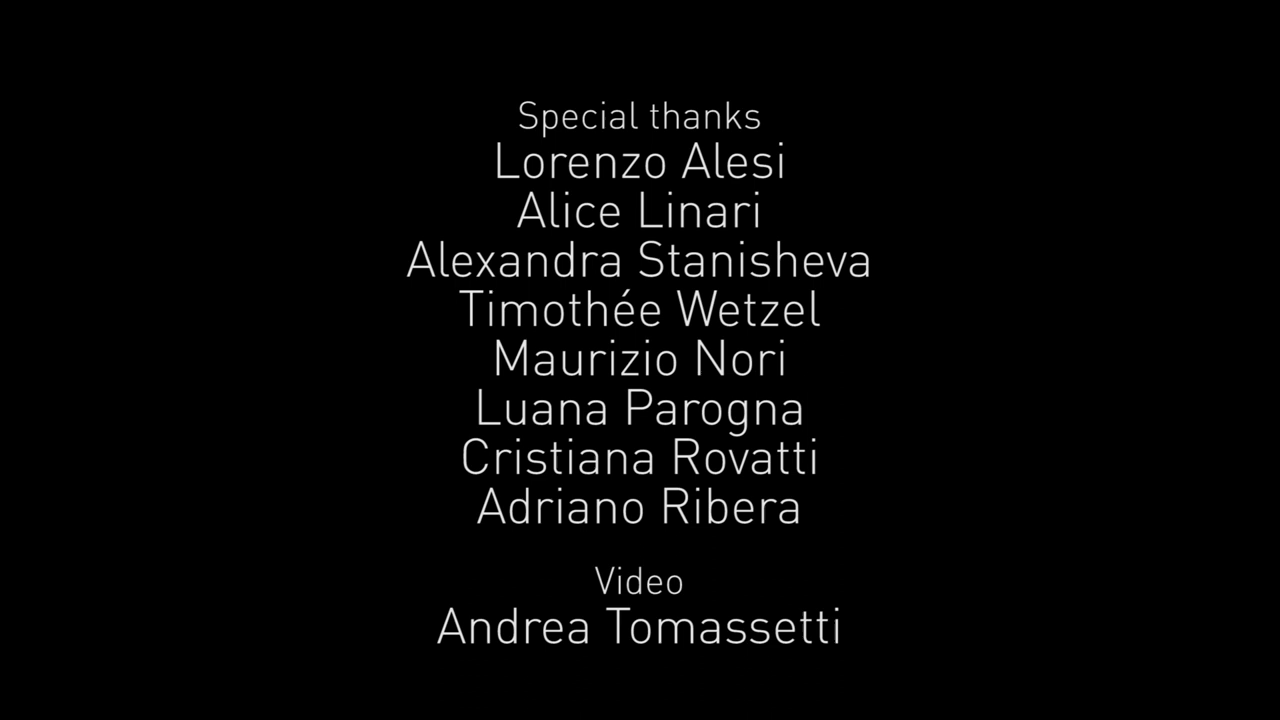 Special thanks
Lorenzo Alesi
Alice Linari
Alexandra Stanisheva
Timothée Wetzel
Maurizio Nori
Luana Parogna
Cristiana Rovatti
Adriano Ribera
Video
Andrea Tomassetti